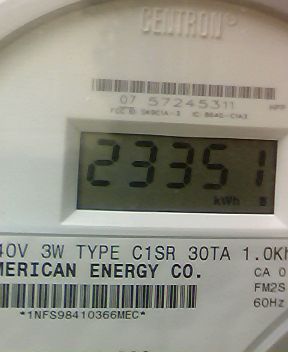 CENTRON®
07 57245311
23351
kWh
40V 3W TYPE C1SR 30TA 1.0Kh
MERICAN ENERGY CO.
CA 0
FM2S
60Hz
*1NFS98410366MEC*